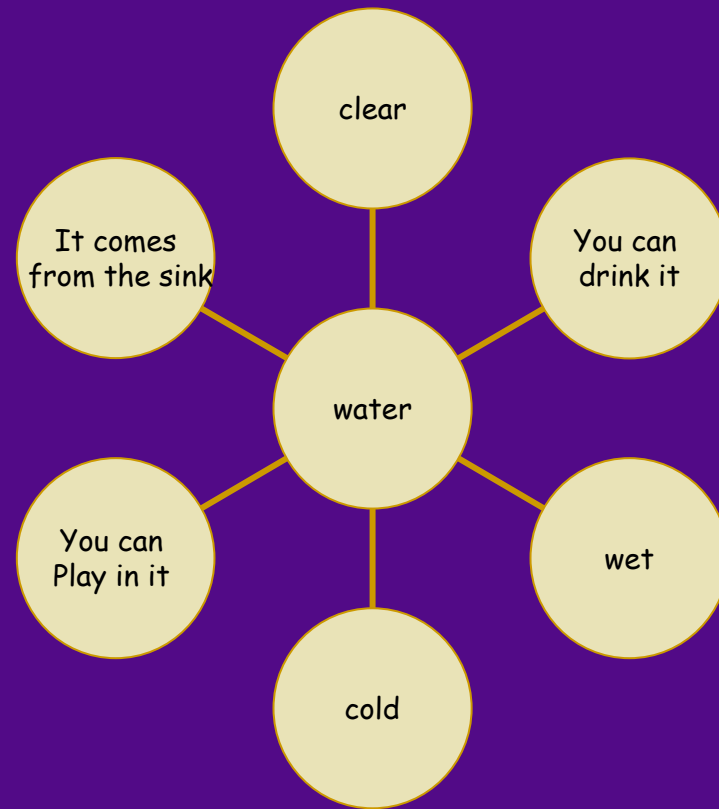 clear
It comes
from the sink
You can
drink it
water
You can
Play in it
wet
cold